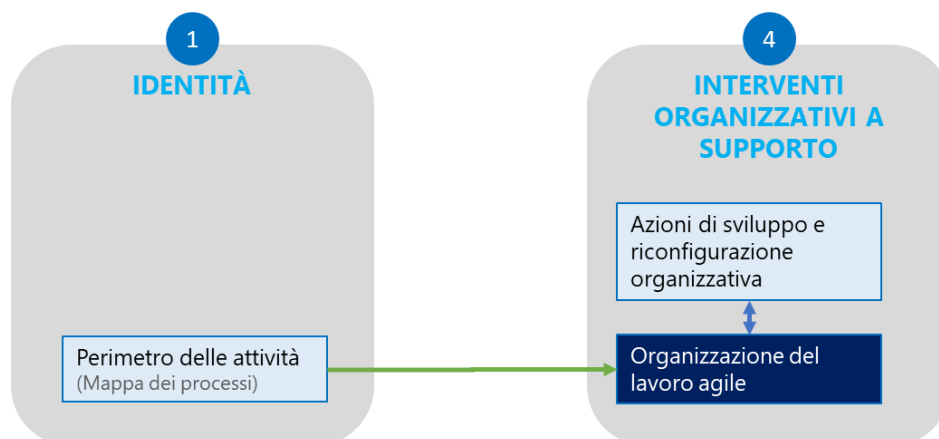 1
IDENTITÀ
Perimetro delle attività
(Mappa dei processi)
4
INTERVENTI
ORGANIZZATIVI A
SUPPORTO
Azioni di sviluppo e
riconfigurazione
organizzativa
Organizzazione del
lavoro agile